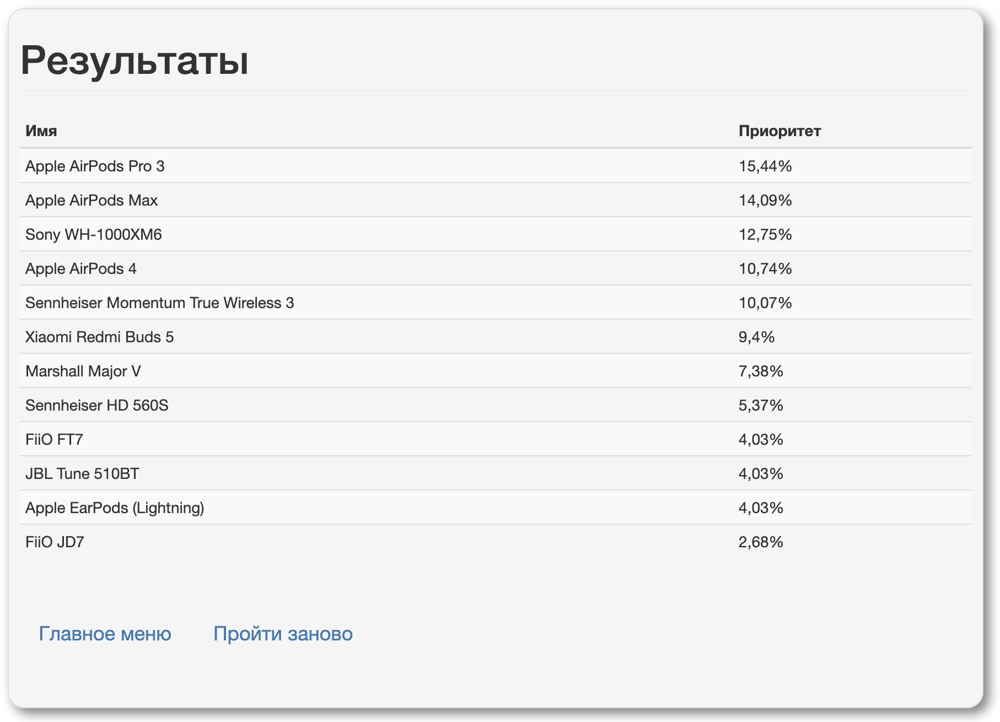 Результаты
Имя Приоритет
Apple AirPods Pro 3 15,44%
Apple AirPods Max 14,09%
Sony WH-1000XM6 12,75%
Apple AirPods 4 10,74%
Sennheiser Momentum True Wireless 3 10,07%
Xiaomi Redmi Buds 5 9,4%
Marshall Major V 7,38%
Sennheiser HD 560S 5,37%
FiiO FT7 4,03%
JBL Tune 510BT 4,03%
Apple EarPods (Lightning) 4,03%
FiiO JD7 2,68%
Главное меню Пройти заново